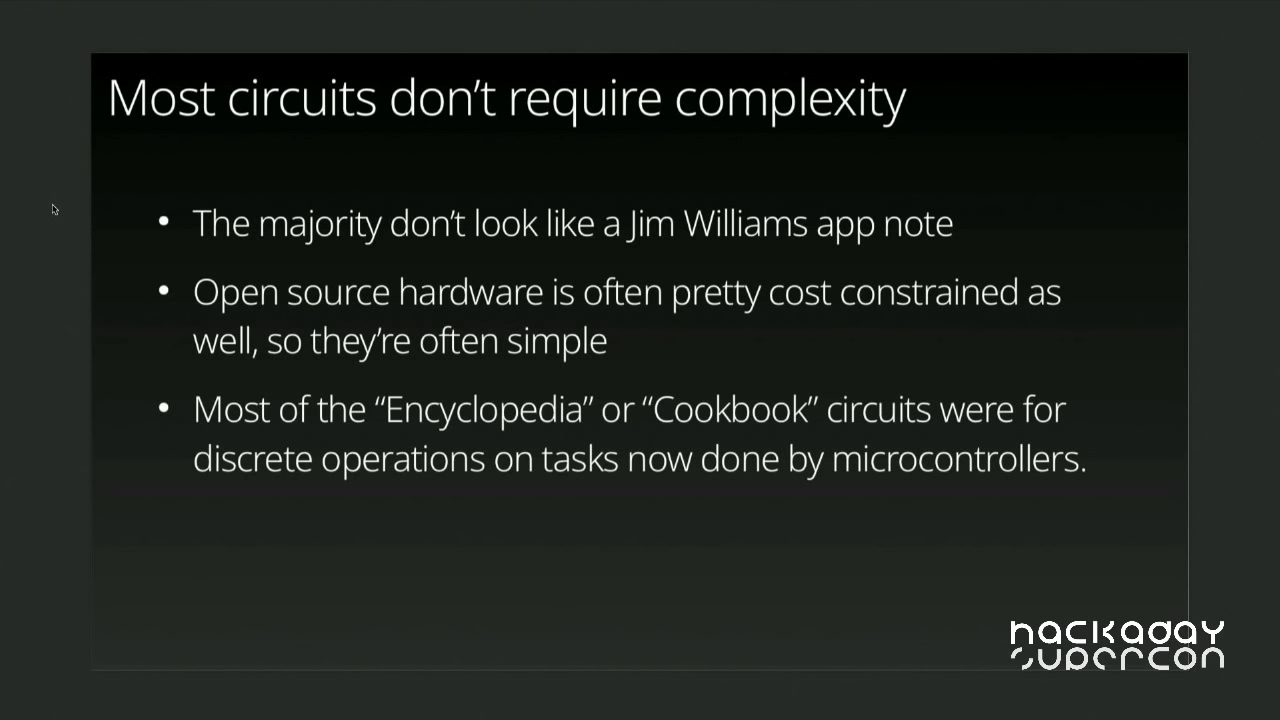 Most circuits don’t require complexity
• The majority don’t look like a Jim Williams app note
• Open source hardware is often pretty cost constrained as
well, so they’re often simple
• Most of the “Encyclopedia” or “Cookbook” circuits were for
discrete operations on tasks now done by microcontrollers.
hackaday
supercon